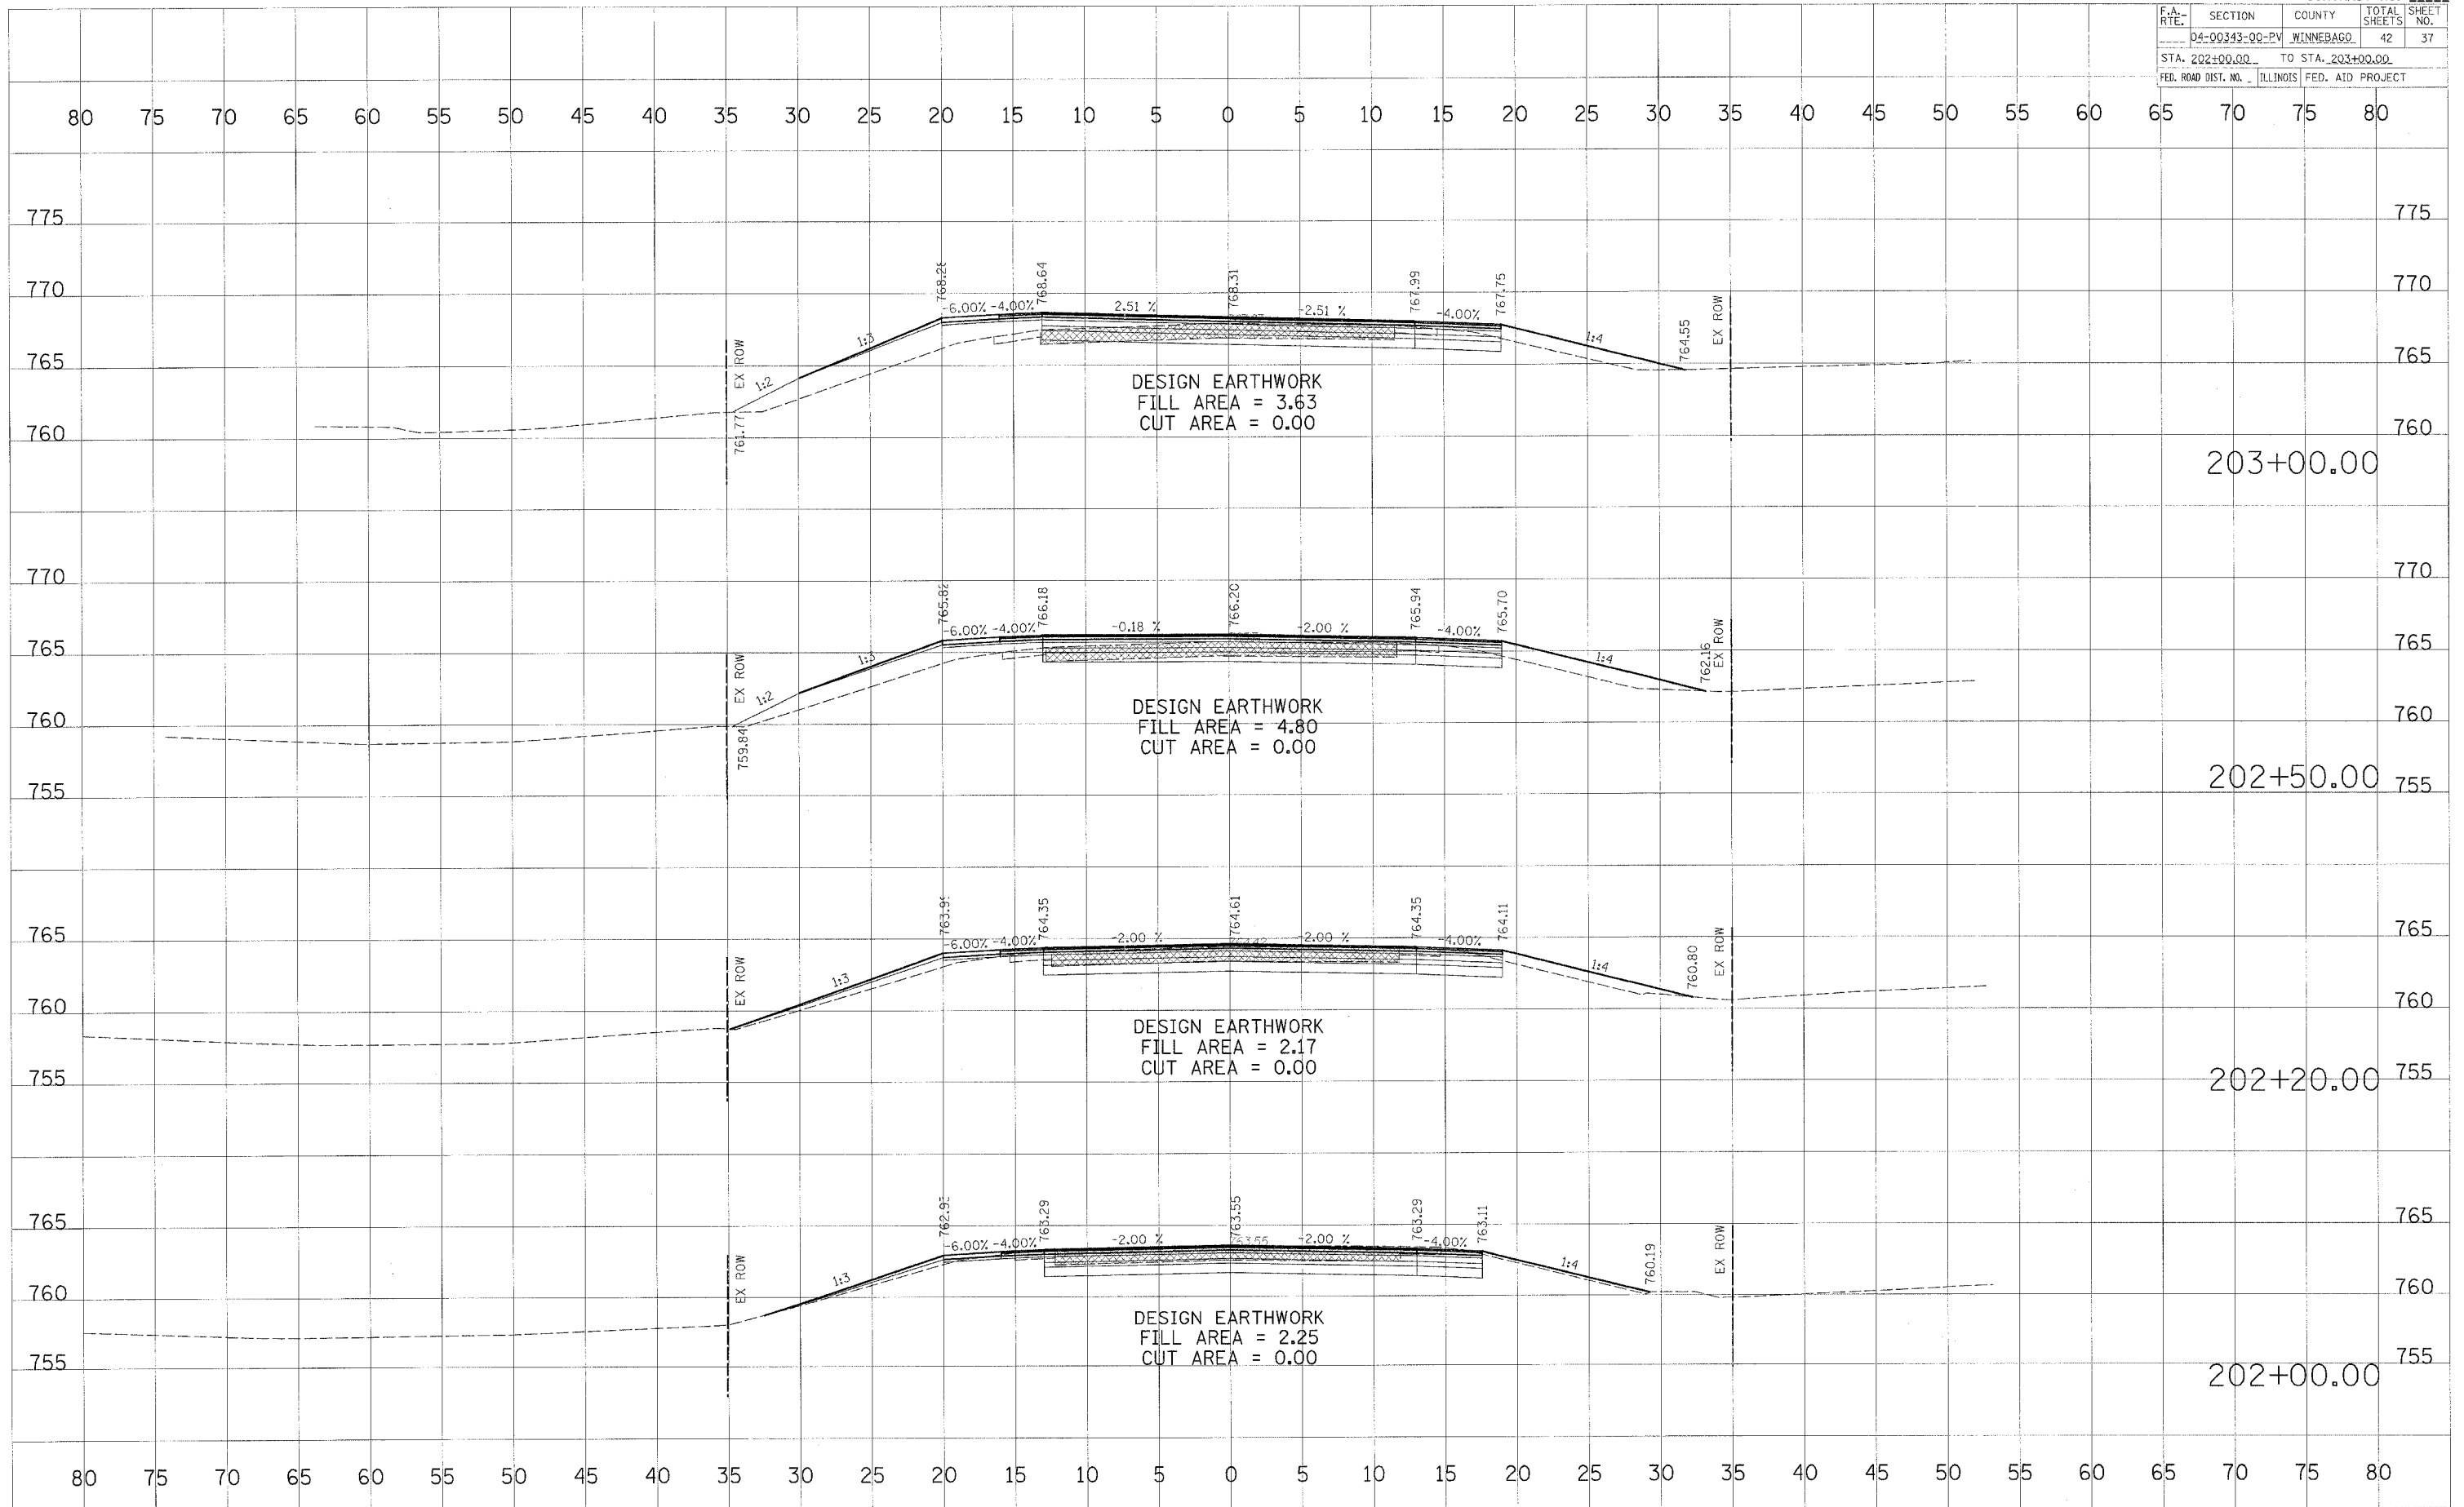 F.A. RTE. SECTION COUNTY TOTAL SHEETS SHEET NO.
04-00343-00-PV WINNEBAGO 42 37
STA. 202+00.00 TO STA. 203+00.00
FED. ROAD DIST. NO. ILLINOIS FED. AID PROJECT
80 75 70 65 60 55 50 45 40 35 30 25 20 15 10 5 0 5 10 15 20 25 30 35 40 45 50 55 60 65 70 75 80
775 775
768.64 768.31 767.99 767.75
770 770
-6.00% -4.00% 2.51 % -2.51 % -4.00%
1:3 1:4 764.55 EX ROW
765 765
EX ROW 1:2
761.77
DESIGN EARTHWORK
FILL AREA = 3.63
CUT AREA = 0.00
760 760
203+00.00
770 770
765.82 766.18 766.20 765.94 765.70
-6.00% -4.00% -0.18 % -2.00 % -4.00%
765 765
1:3 1:4 762.16 EX ROW
EX ROW 1:2
759.84
DESIGN EARTHWORK
FILL AREA = 4.80
CUT AREA = 0.00
760 760
202+50.00
755 755
764.35 764.61 764.35 764.11
765 765
-6.00% -4.00% -2.00 % -2.00 % -4.00%
EX ROW 1:3 1:4 760.80 EX ROW
760 760
DESIGN EARTHWORK
FILL AREA = 2.17
CUT AREA = 0.00
755 755
202+20.00
763.29 763.55 763.29 763.11
765 765
-6.00% -4.00% -2.00 % 763.55 -2.00 % -4.00%
EX ROW 1:3 1:4 760.19 EX ROW
760 760
DESIGN EARTHWORK
FILL AREA = 2.25
CUT AREA = 0.00
755 755
202+00.00
80 75 70 65 60 55 50 45 40 35 30 25 20 15 10 5 0 5 10 15 20 25 30 35 40 45 50 55 60 65 70 75 80